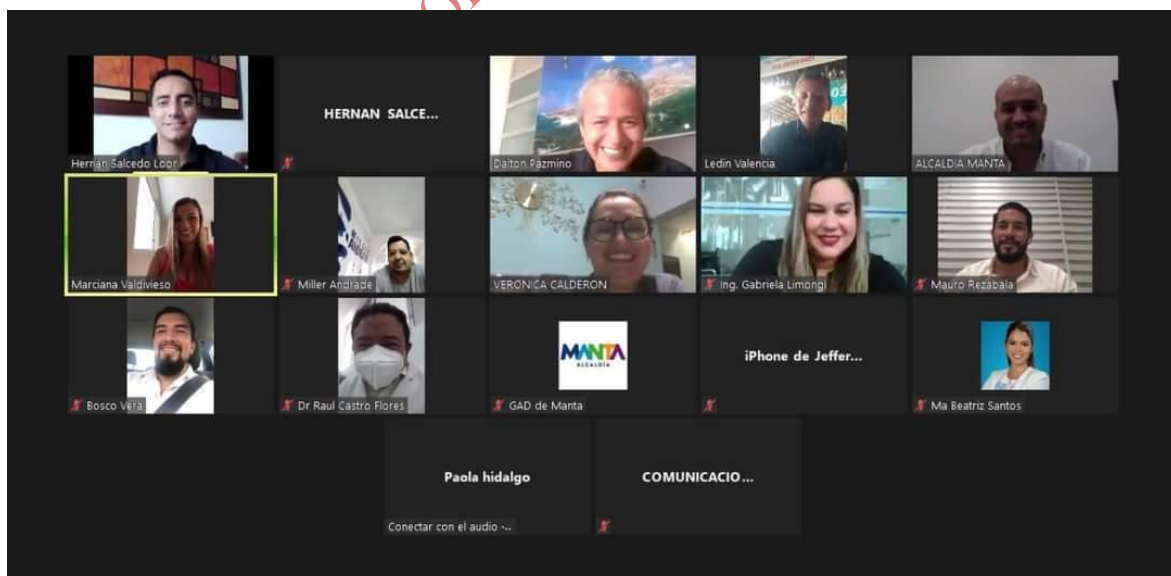 Hernan Salcedo Loor
HERNAN SALCE...
Dalton Pazmino
Ledin Valencia
ALCALDIA MANTA
Marciana Valdivieso
Miller Andrade
VERONICA CALDERON
Ing. Gabriela Limongi
Mauro Rezabala
Bosco Vera
Dr Raul Castro Flores
MANTA
ALCALDÍA
GAD de Manta
iPhone de Jeffer...
Ma Beatriz Santos
Paola hidalgo
Conectar con el audio -..
COMUNICACIO...